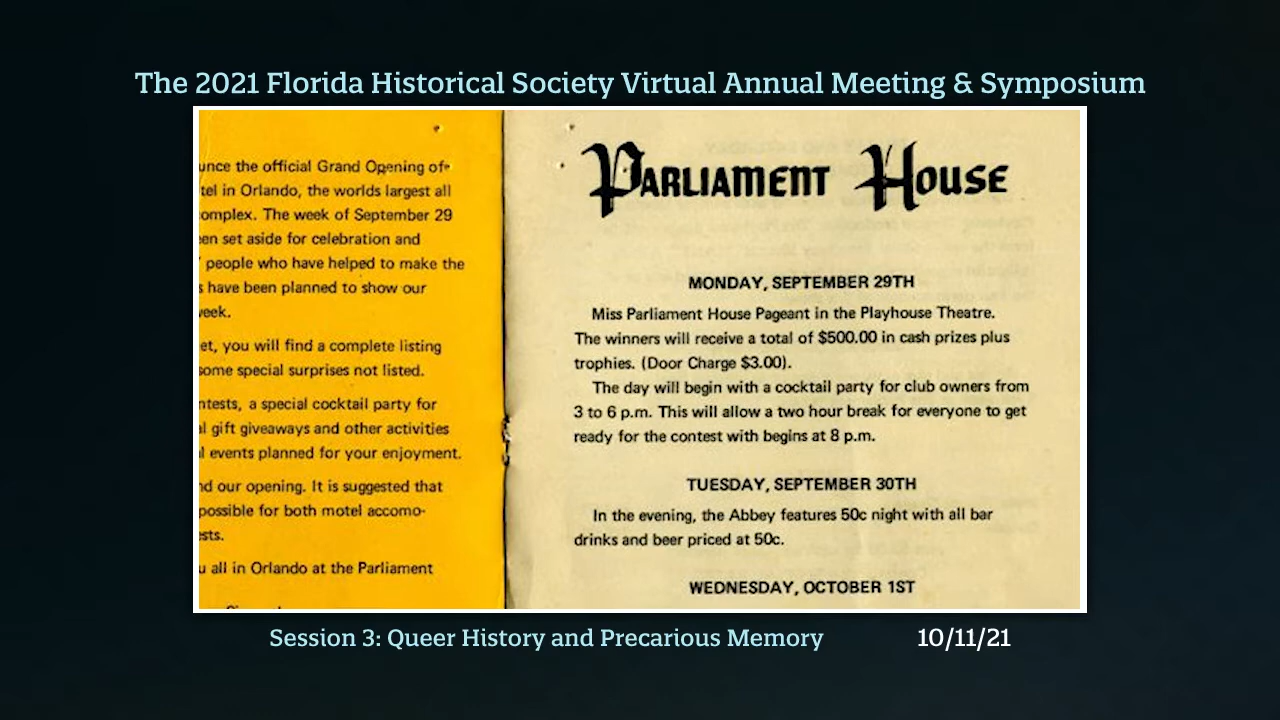 The 2021 Florida Historical Society Virtual Annual Meeting & Symposium
unce the official Grand Opening of
tel in Orlando, the worlds largest all
omplex. The week of September 29
en set aside for celebration and
people who have helped to make the
s have been planned to show our
week.
et, you will find a complete listing
some special surprises not listed.
ntests, a special cocktail party for
l gift giveaways and other activities
l events planned for your enjoyment.
nd our opening. It is suggested that
possible for both motel accomo-
ests.
u all in Orlando at the Parliament
PARLIAMENT HOUSE
MONDAY, SEPTEMBER 29TH
Miss Parliament House Pageant in the Playhouse Theatre.
The winners will receive a total of $500.00 in cash prizes plus
trophies. (Door Charge $3.00).
The day will begin with a cocktail party for club owners from
3 to 6 p.m. This will allow a two hour break for everyone to get
ready for the contest with begins at 8 p.m.
TUESDAY, SEPTEMBER 30TH
In the evening, the Abbey features 50c night with all bar
drinks and beer priced at 50c.
WEDNESDAY, OCTOBER 1ST
Session 3: Queer History and Precarious Memory
10/11/21